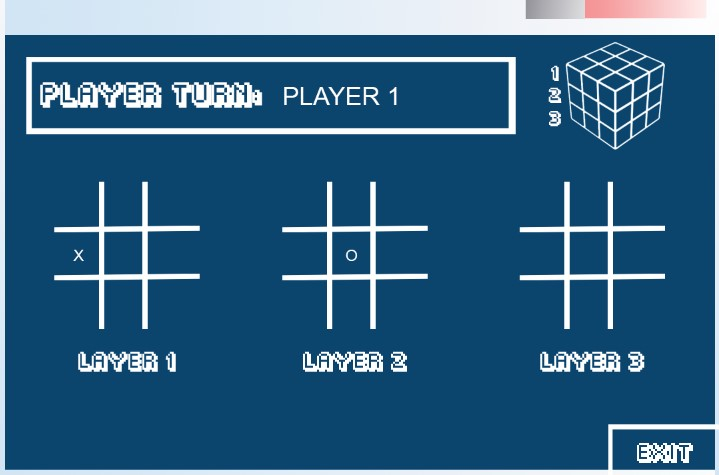 PLAYER TURN: PLAYER 1
1
2
3
X
O
LAYER 1
LAYER 2
LAYER 3
EXIT